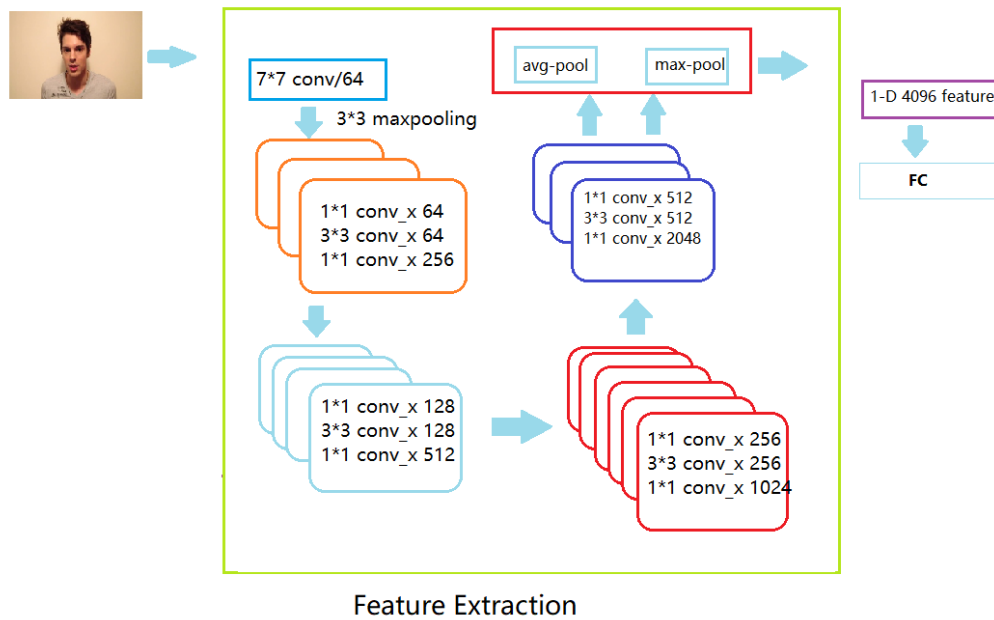 7*7 conv/64
3*3 maxpooling
1*1 conv_x 64
3*3 conv_x 64
1*1 conv_x 256
1*1 conv_x 128
3*3 conv_x 128
1*1 conv_x 512
1*1 conv_x 256
3*3 conv_x 256
1*1 conv_x 1024
1*1 conv_x 512
3*3 conv_x 512
1*1 conv_x 2048
avg-pool
max-pool
1-D 4096 feature
FC
Feature Extraction